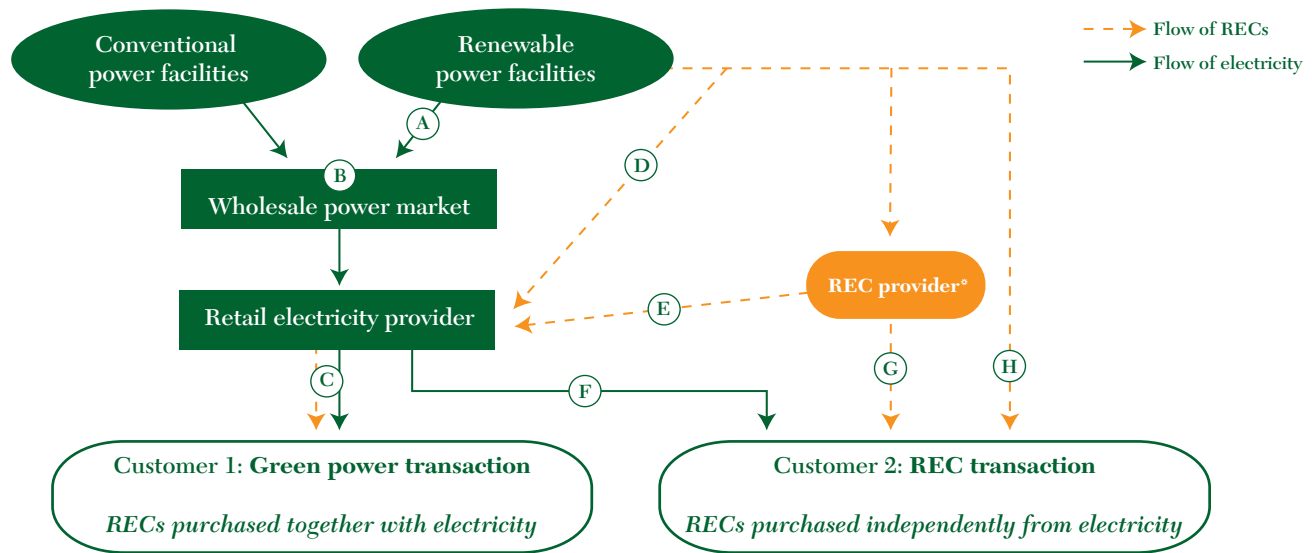 Conventional
power facilities
Renewable
power facilities
Flow of RECs
Flow of electricity
A
B
D
Wholesale power market
REC provider*
Retail electricity provider
E
C
F
G
H
Customer 1: Green power transaction
RECs purchased together with electricity
Customer 2: REC transaction
RECs purchased independently from electricity